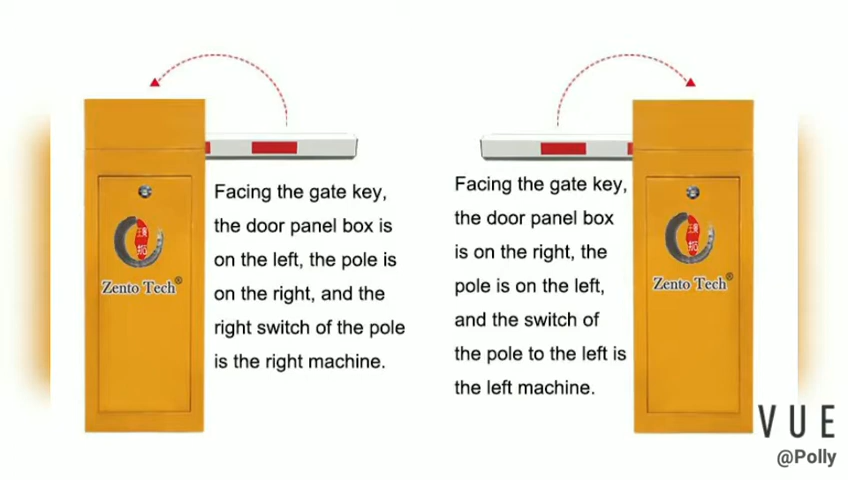 Facing the gate key,
the door panel box is
on the left, the pole is
on the right, and the
right switch of the pole
is the right machine.
Zento Tech®
Facing the gate key,
the door panel box
is on the right, the
pole is on the left,
and the switch of
the pole to the left is
the left machine.
Zento Tech®
VUE
@Polly